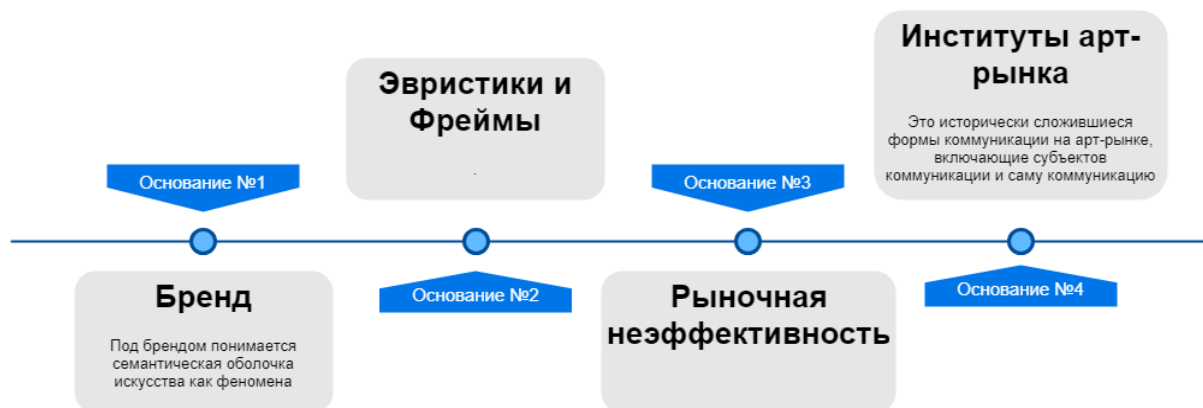 Основание №1
Бренд
Под брендом понимается
семантическая оболочка
искусства как феномена
Эвристики и
Фреймы
.
Основание №2
Основание №3
Рыночная
неэффективность
Институты арт-
рынка
Это исторически сложившиеся
формы коммуникации на арт-рынке,
включающие субъектов
коммуникации и саму коммуникацию
Основание №4